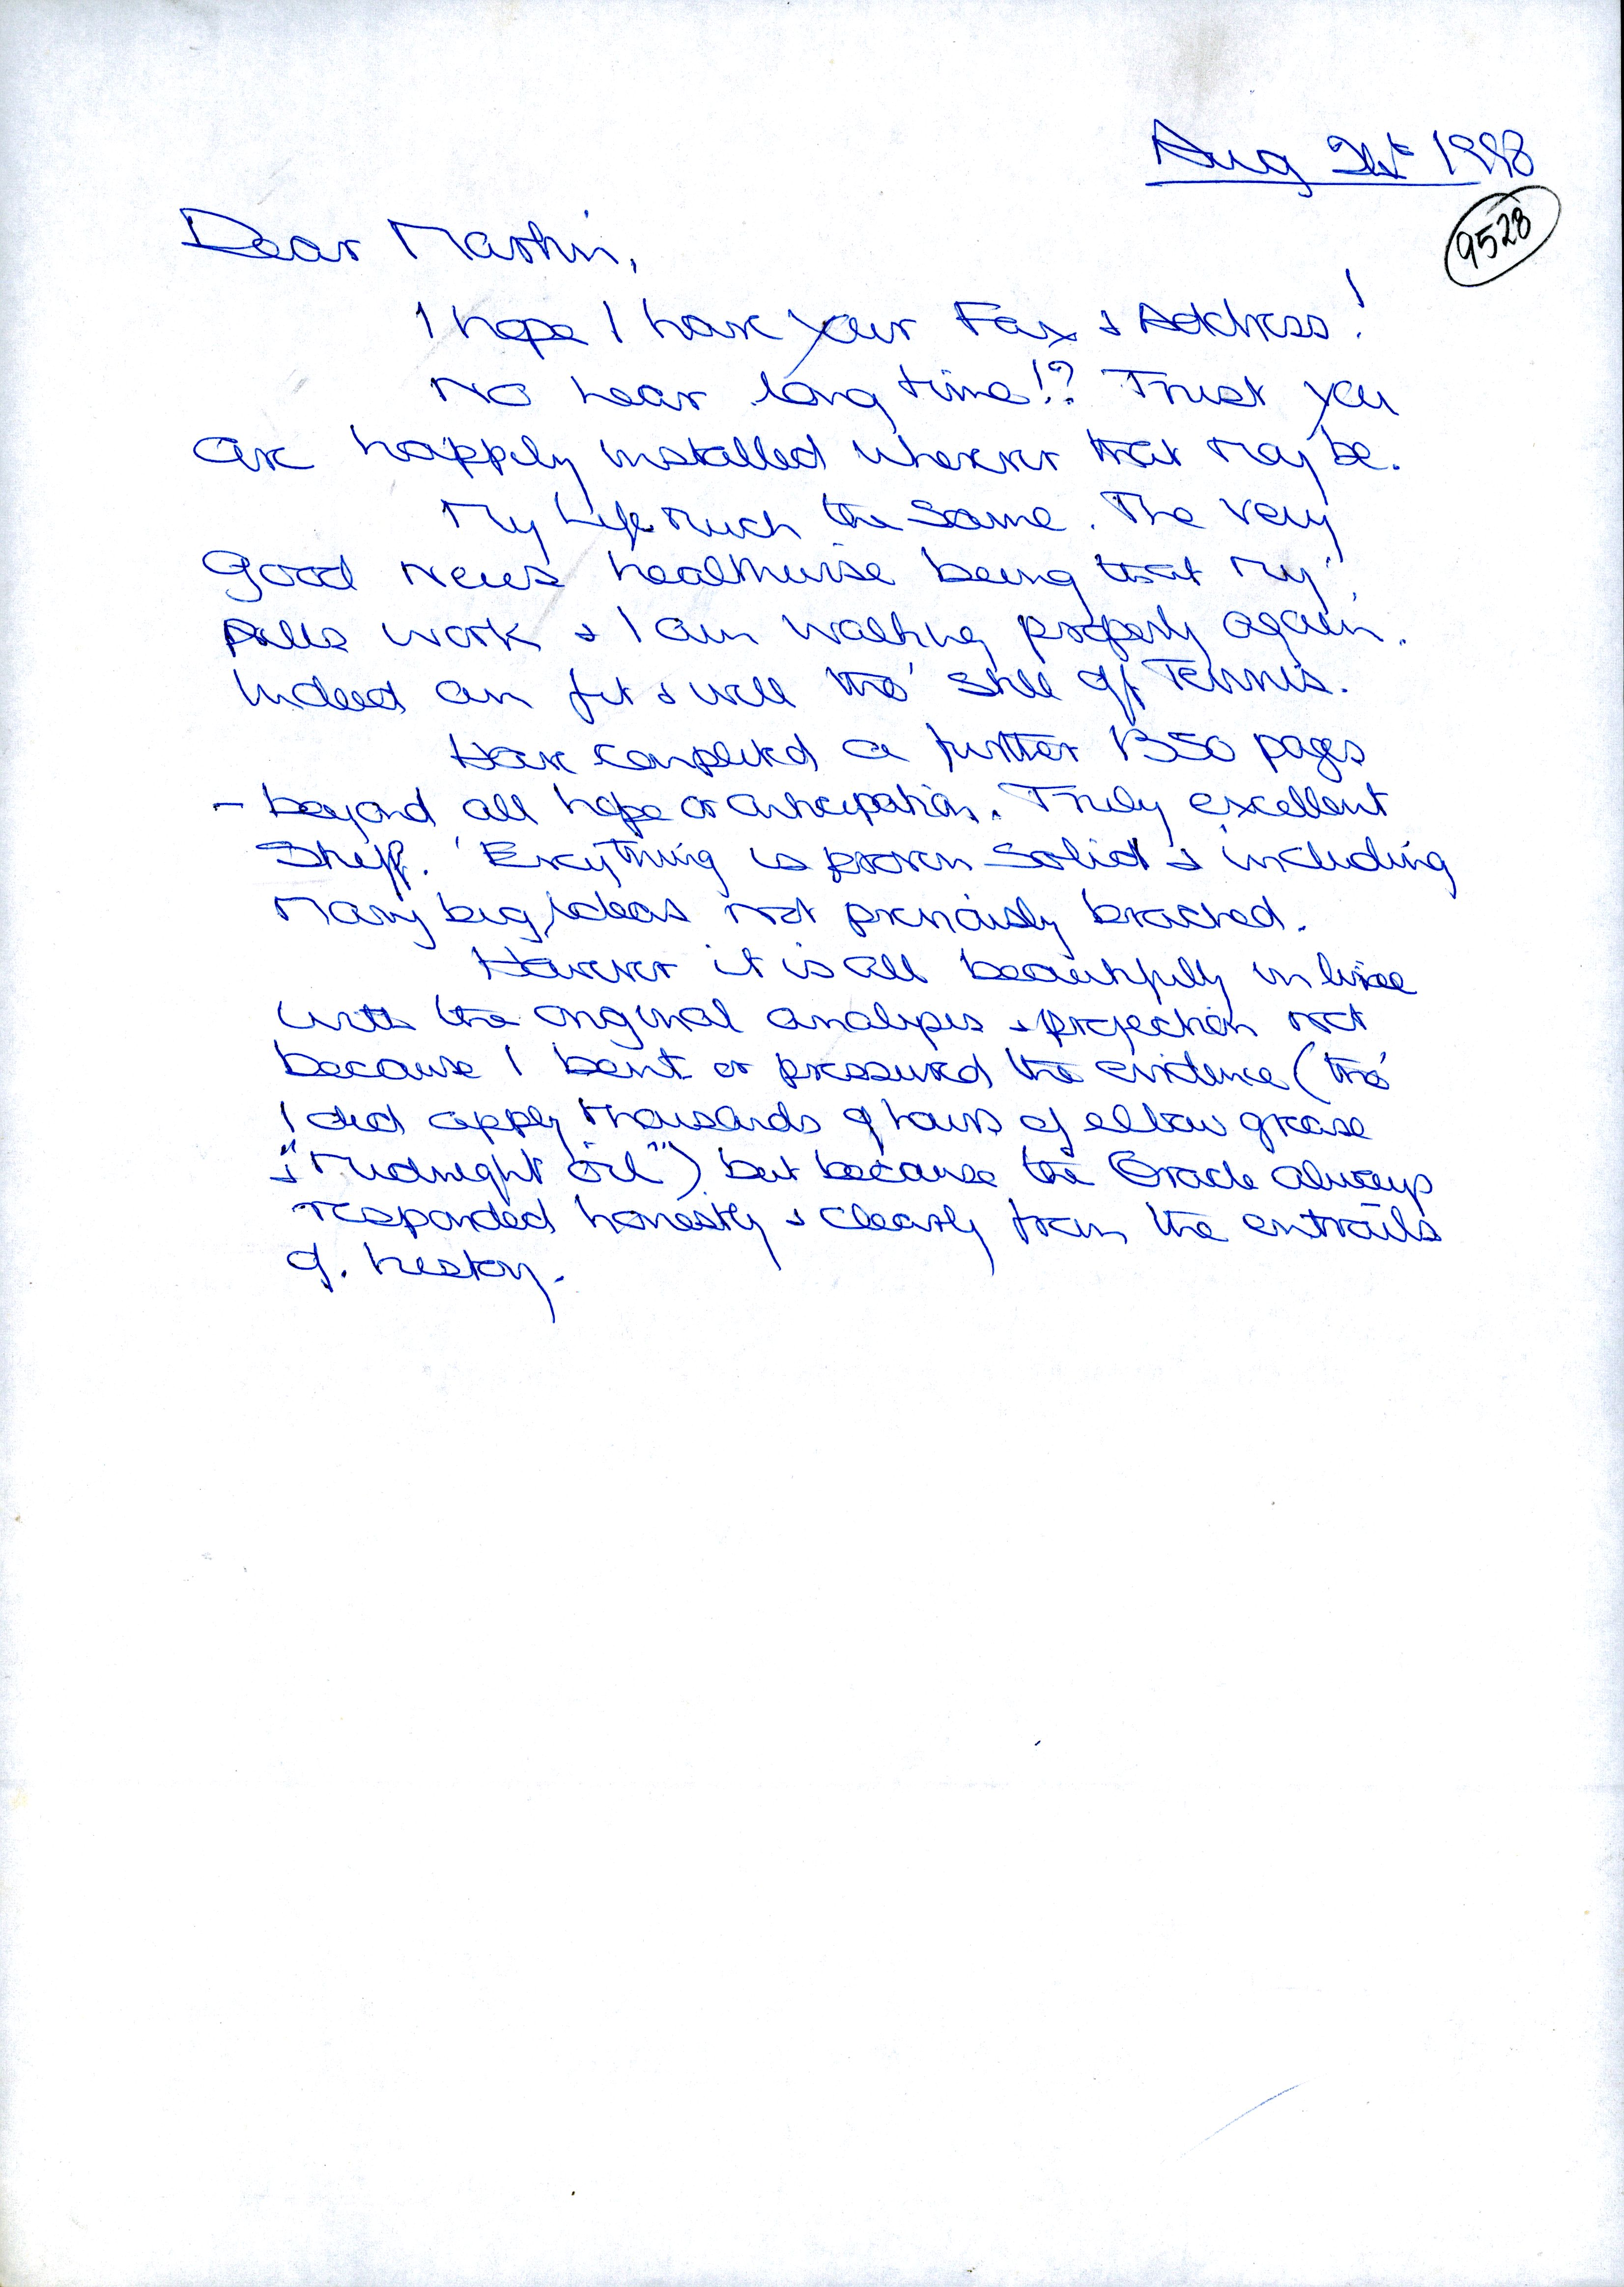 Aug 21st 1998
9528
Dear Martin,
I hope I have your Fax & Address!
No hear long time!? Trust you
are happily installed wherever that may be.
My Life much the same. The very
good news healthwise being that my
pills work & I am walking properly again.
Indeed am fit & well tho' still off Tennis.
Have completed a further 1350 pages
- beyond all hope or anticipation. Truly excellent
Stuff. Everything is proven solid & including
many big ideas not previously broached.
However it is all beautifully in line
with the original analysis & projection not
because I bent or pressured the evidence (tho'
I did apply thousands of hours of elbow grease
& "midnight oil") but because the Oracle always
responded honestly & clearly from the entrails
of history.